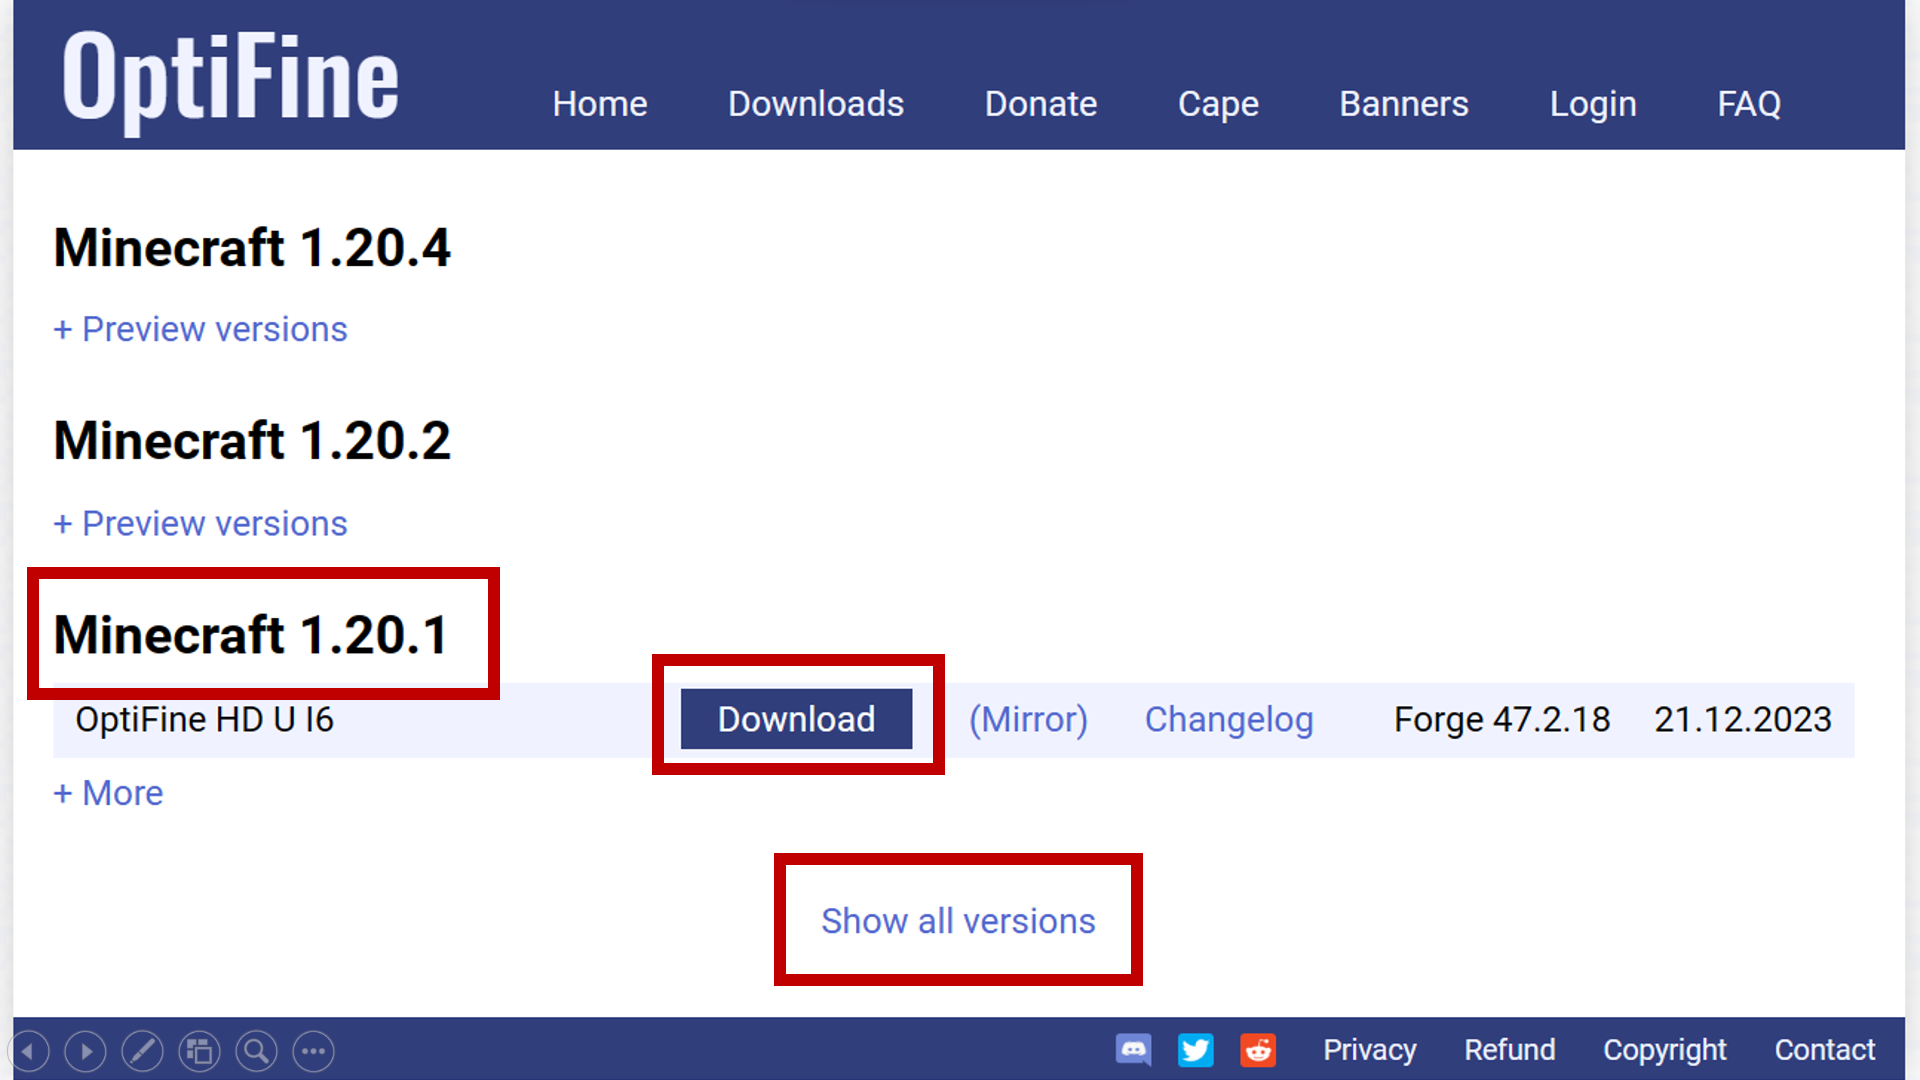 OptiFine
Home Downloads Donate Cape Banners Login FAQ
Minecraft 1.20.4
+ Preview versions
Minecraft 1.20.2
+ Preview versions
Minecraft 1.20.1
OptiFine HD U I6 Download (Mirror) Changelog Forge 47.2.18 21.12.2023
+ More
Show all versions
Privacy Refund Copyright Contact